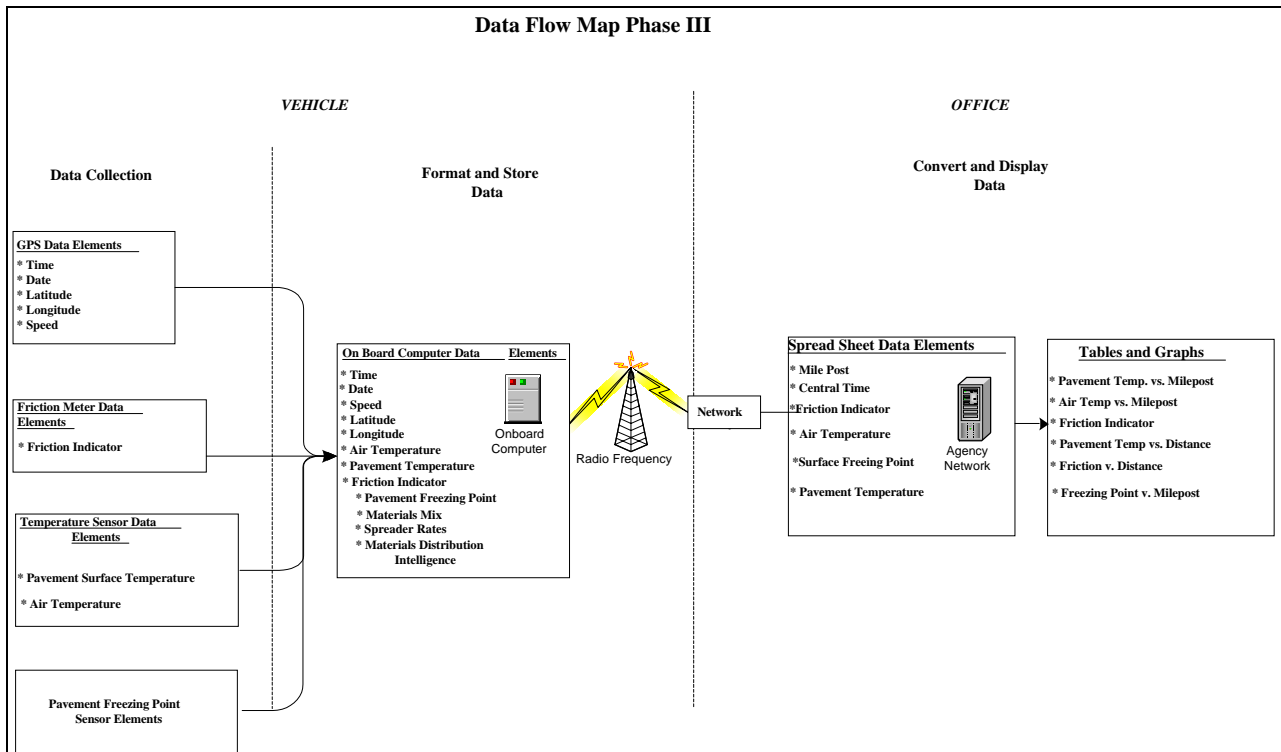 Data Flow Map Phase III
VEHICLE
OFFICE
Data Collection
Format and Store
Data
Convert and Display
Data
GPS Data Elements
* Time
* Date
* Latitude
* Longitude
* Speed
Friction Meter Data
Elements
* Friction Indicator
Temperature Sensor Data
Elements
* Pavement Surface Temperature
* Air Temperature
Pavement Freezing Point
Sensor Elements
On Board Computer Data Elements
* Time
* Date
* Speed
* Latitude
* Longitude
* Air Temperature
* Pavement Temperature
* Friction Indicator
* Pavement Freezing Point
* Materials Mix
* Spreader Rates
* Materials Distribution
Intelligence
Onboard
Computer
Radio Frequency
Network
Spread Sheet Data Elements
* Mile Post
* Central Time
*Friction Indicator
* Air Temperature
*Surface Freeing Point
* Pavement Temperature
Agency
Network
Tables and Graphs
* Pavement Temp. vs. Milepost
* Air Temp vs. Milepost
* Friction Indicator
* Pavement Temp vs. Distance
* Friction v. Distance
* Freezing Point v. Milepost